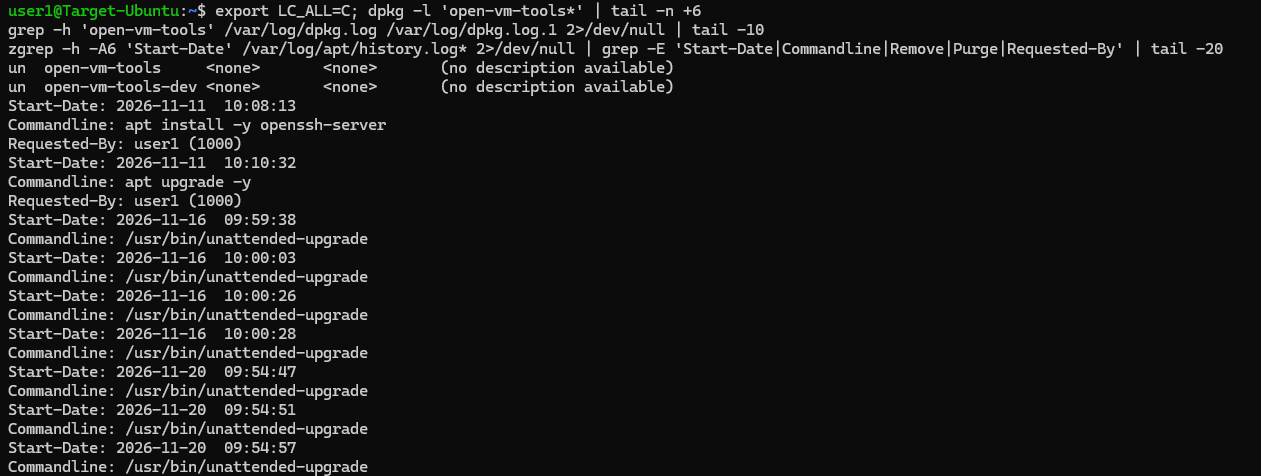 user1@Target-Ubuntu:~$ export LC_ALL=C; dpkg -l 'open-vm-tools*' | tail -n +6
grep -h 'open-vm-tools' /var/log/dpkg.log /var/log/dpkg.log.1 2>/dev/null | tail -10
zgrep -h -A6 'Start-Date' /var/log/apt/history.log* 2>/dev/null | grep -E 'Start-Date|Commandline|Remove|Purge|Requested-By' | tail -20
un  open-vm-tools     <none>       <none>       (no description available)
un  open-vm-tools-dev <none>       <none>       (no description available)
Start-Date: 2026-11-11  10:08:13
Commandline: apt install -y openssh-server
Requested-By: user1 (1000)
Start-Date: 2026-11-11  10:10:32
Commandline: apt upgrade -y
Requested-By: user1 (1000)
Start-Date: 2026-11-16  09:59:38
Commandline: /usr/bin/unattended-upgrade
Start-Date: 2026-11-16  10:00:03
Commandline: /usr/bin/unattended-upgrade
Start-Date: 2026-11-16  10:00:26
Commandline: /usr/bin/unattended-upgrade
Start-Date: 2026-11-16  10:00:28
Commandline: /usr/bin/unattended-upgrade
Start-Date: 2026-11-20  09:54:47
Commandline: /usr/bin/unattended-upgrade
Start-Date: 2026-11-20  09:54:51
Commandline: /usr/bin/unattended-upgrade
Start-Date: 2026-11-20  09:54:57
Commandline: /usr/bin/unattended-upgrade